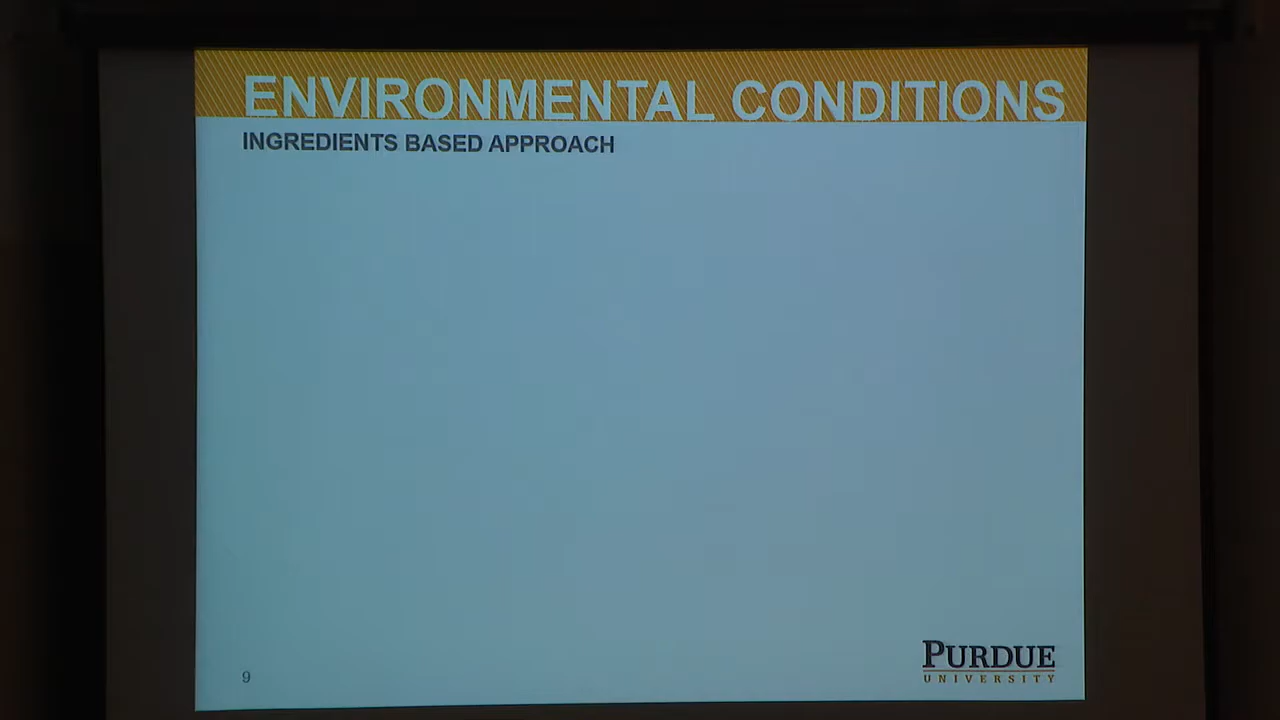 ENVIRONMENTAL CONDITIONS
INGREDIENTS BASED APPROACH
9
PURDUE
UNIVERSITY